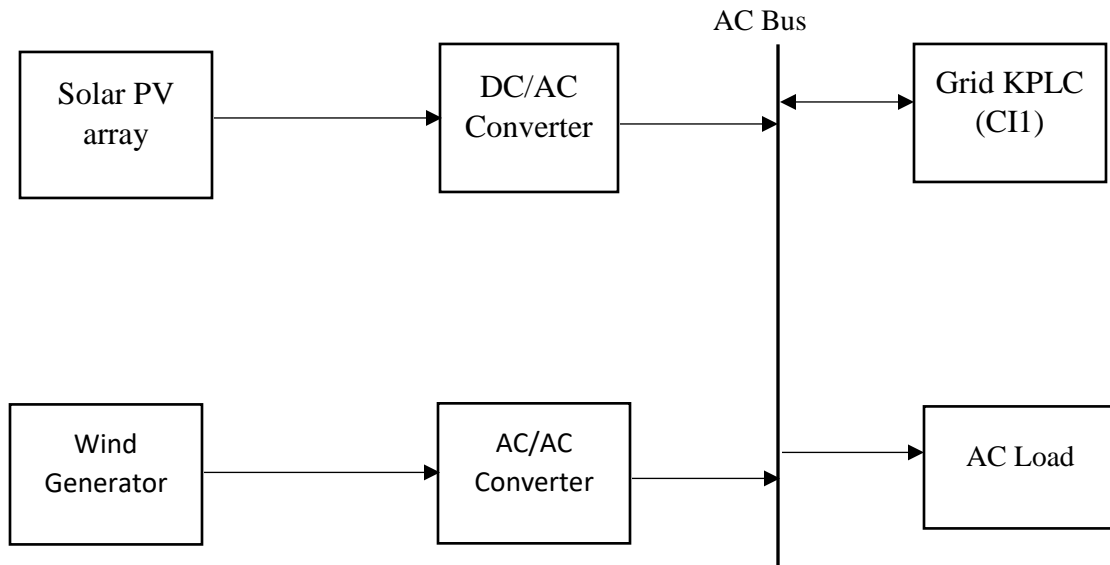 AC Bus
Solar PV
array
DC/AC
Converter
Grid KPLC
(CI1)
Wind
Generator
AC/AC
Converter
AC Load